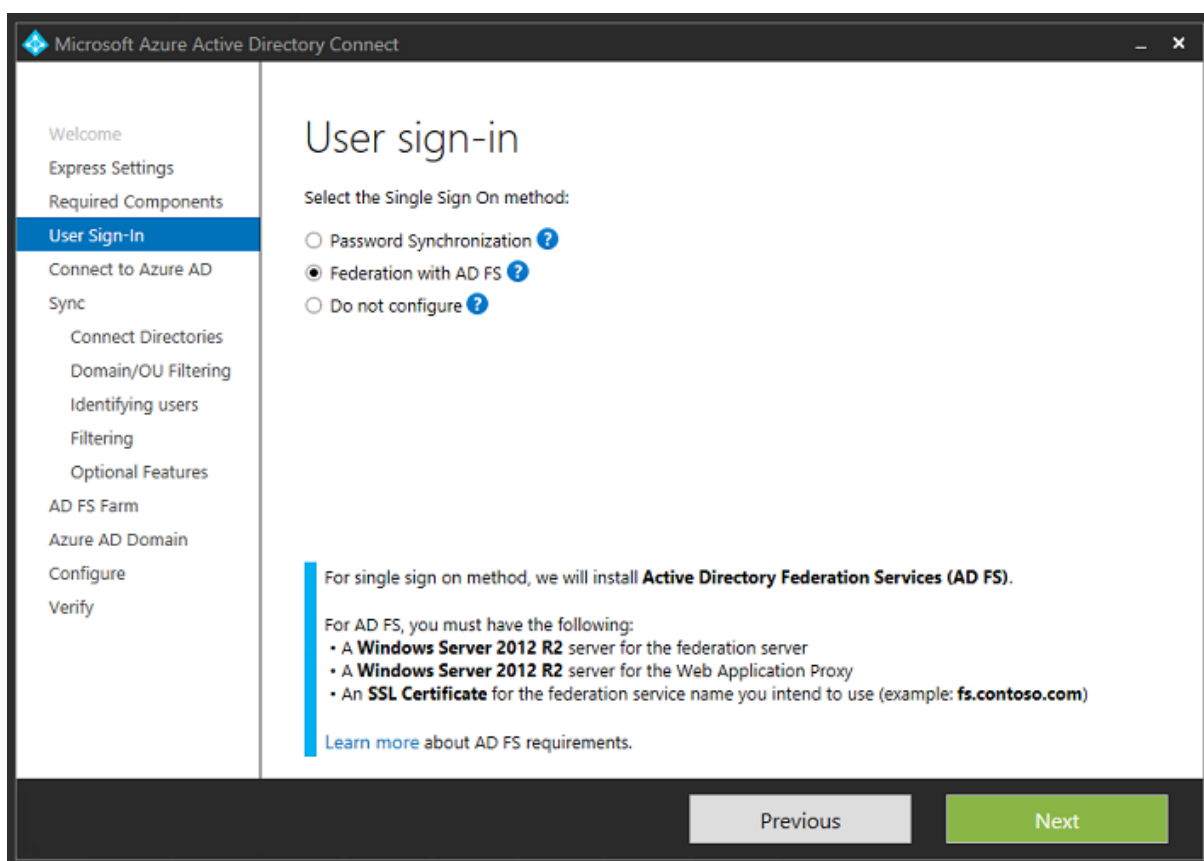 Microsoft Azure Active Directory Connect
Welcome
Express Settings
Required Components
User Sign-In
Connect to Azure AD
Sync
Connect Directories
Domain/OU Filtering
Identifying users
Filtering
Optional Features
AD FS Farm
Azure AD Domain
Configure
Verify
User sign-in
Select the Single Sign On method:
Password Synchronization ?
Federation with AD FS ?
Do not configure ?
For single sign on method, we will install Active Directory Federation Services (AD FS).
For AD FS, you must have the following:
• A Windows Server 2012 R2 server for the federation server
• A Windows Server 2012 R2 server for the Web Application Proxy
• An SSL Certificate for the federation service name you intend to use (example: fs.contoso.com)
Learn more about AD FS requirements.
Previous
Next